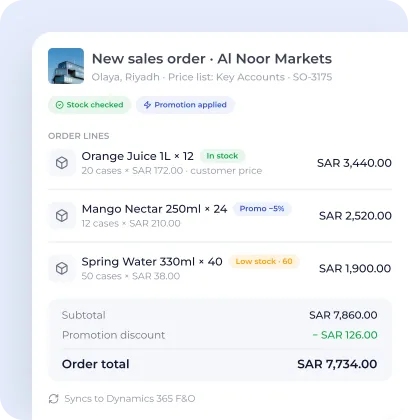 New sales order · Al Noor Markets
Olaya, Riyadh · Price list: Key Accounts · SO-3175
Stock checked
Promotion applied
ORDER LINES
Orange Juice 1L × 12 In stock
SAR 3,440.00
20 cases × SAR 172.00 · customer price
Mango Nectar 250ml × 24 Promo −5%
SAR 2,520.00
12 cases × SAR 210.00
Spring Water 330ml × 40 Low stock · 60
SAR 1,900.00
50 cases × SAR 38.00
Subtotal SAR 7,860.00
Promotion discount − SAR 126.00
Order total SAR 7,734.00
Syncs to Dynamics 365 F&O